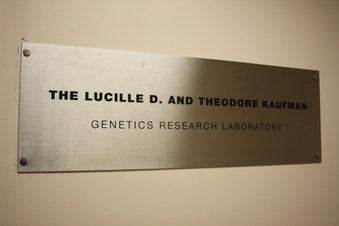 THE LUCILLE D. AND THEODORE KAUFMAN
GENETICS RESEARCH LABORATORY